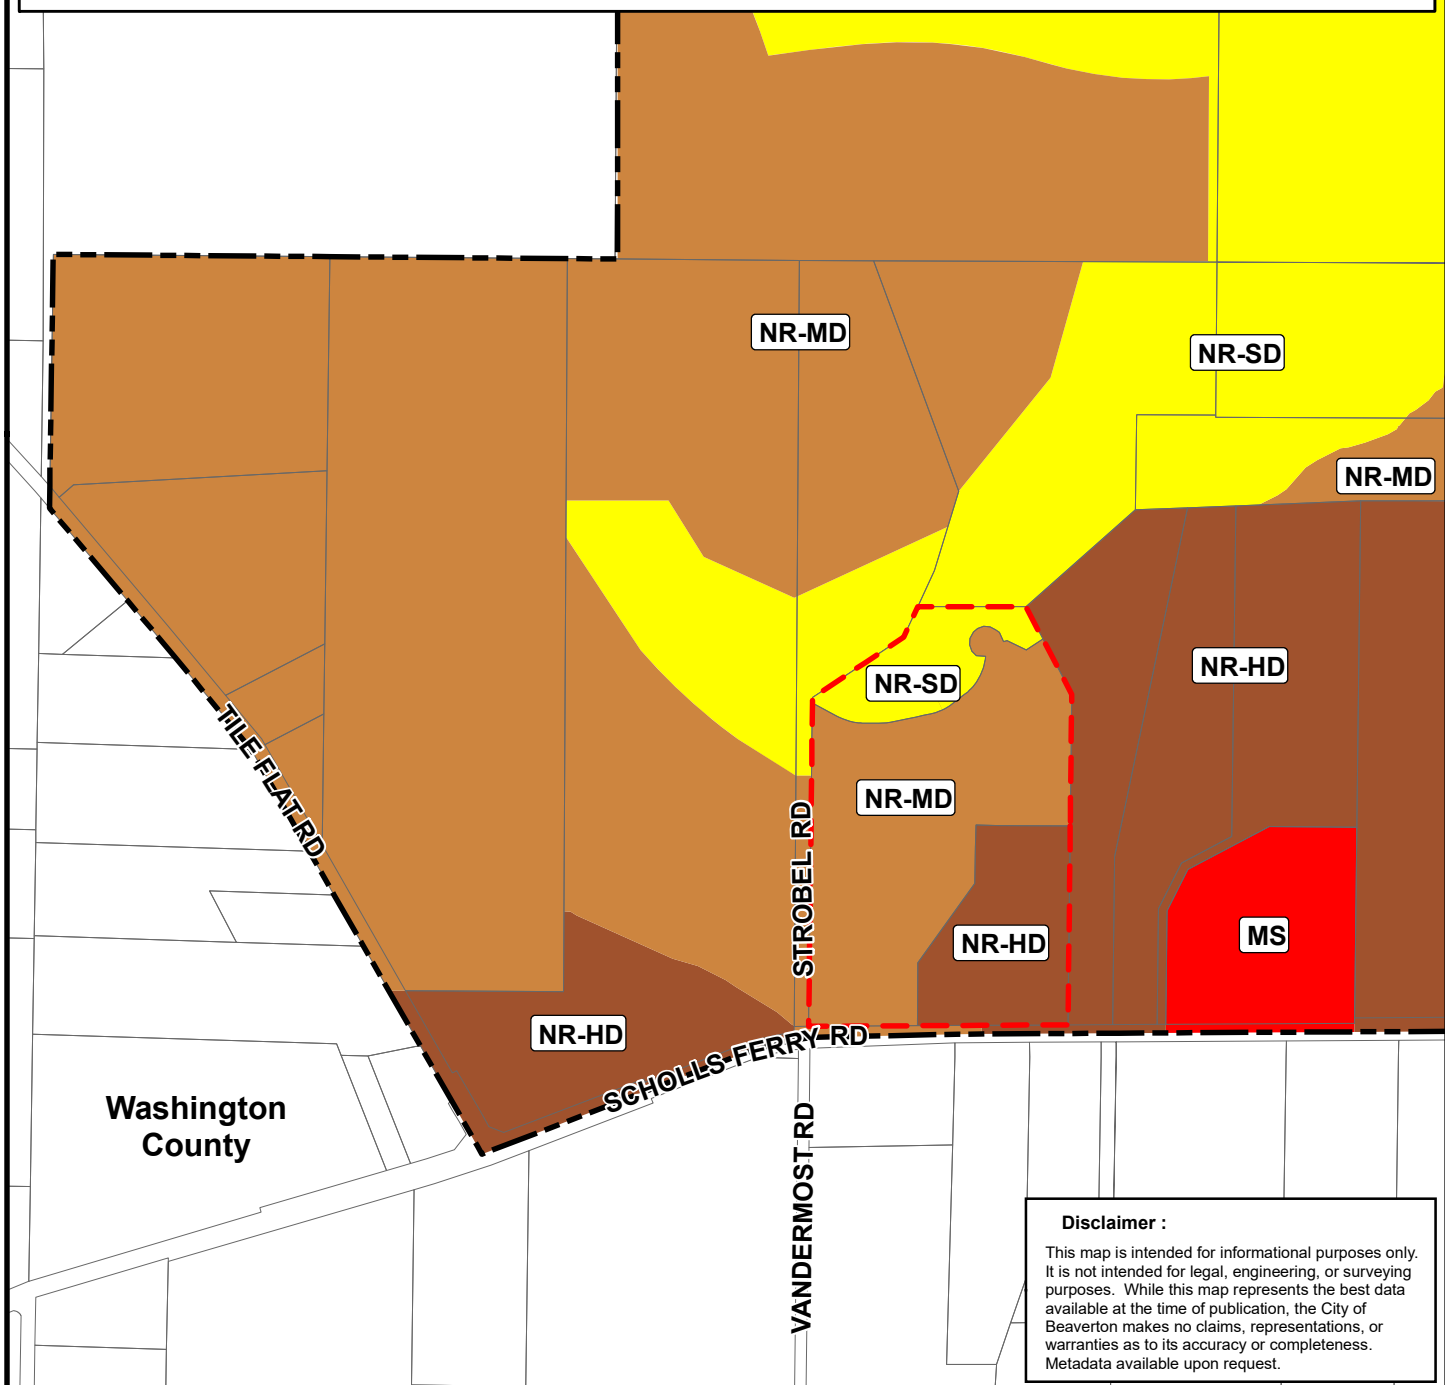 NR-MD
NR-SD
NR-MD
NR-HD
NR-SD
TILE FLAT RD
NR-MD
STROBEL RD
NR-HD
MS
NR-HD
SCHOLLS FERRY RD
Washington
County
VANDERMOST RD
Disclaimer :
This map is intended for informational purposes only.
It is not intended for legal, engineering, or surveying
purposes.  While this map represents the best data
available at the time of publication, the City of
Beaverton makes no claims, representations, or
warranties as to its accuracy or completeness.
Metadata available upon request.